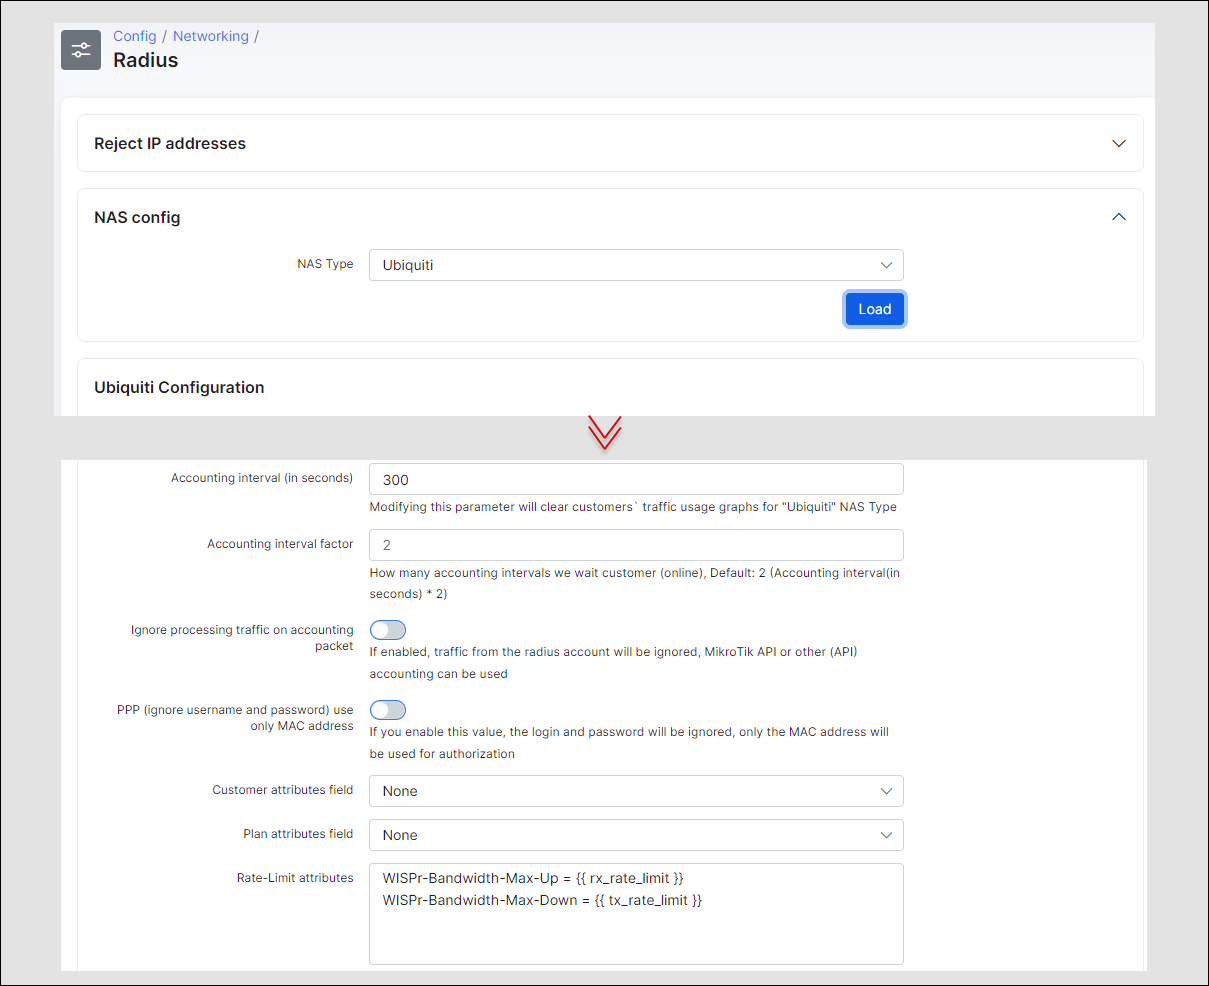 Config / Networking /
Radius
Reject IP addresses
NAS config
NAS Type
Ubiquiti
Load
Ubiquiti Configuration
Accounting interval (in seconds)
300
Modifying this parameter will clear customers` traffic usage graphs for "Ubiquiti" NAS Type
Accounting interval factor
2
How many accounting intervals we wait customer (online), Default: 2 (Accounting interval(in
seconds) * 2)
Ignore processing traffic on accounting
packet
If enabled, traffic from the radius account will be ignored, MikroTik API or other (API)
accounting can be used
PPP (ignore username and password) use
only MAC address
If you enable this value, the login and password will be ignored, only the MAC address will
be used for authorization
Customer attributes field
None
Plan attributes field
None
Rate-Limit attributes
WISPr-Bandwidth-Max-Up = {{ rx_rate_limit }}
WISPr-Bandwidth-Max-Down = {{ tx_rate_limit }}